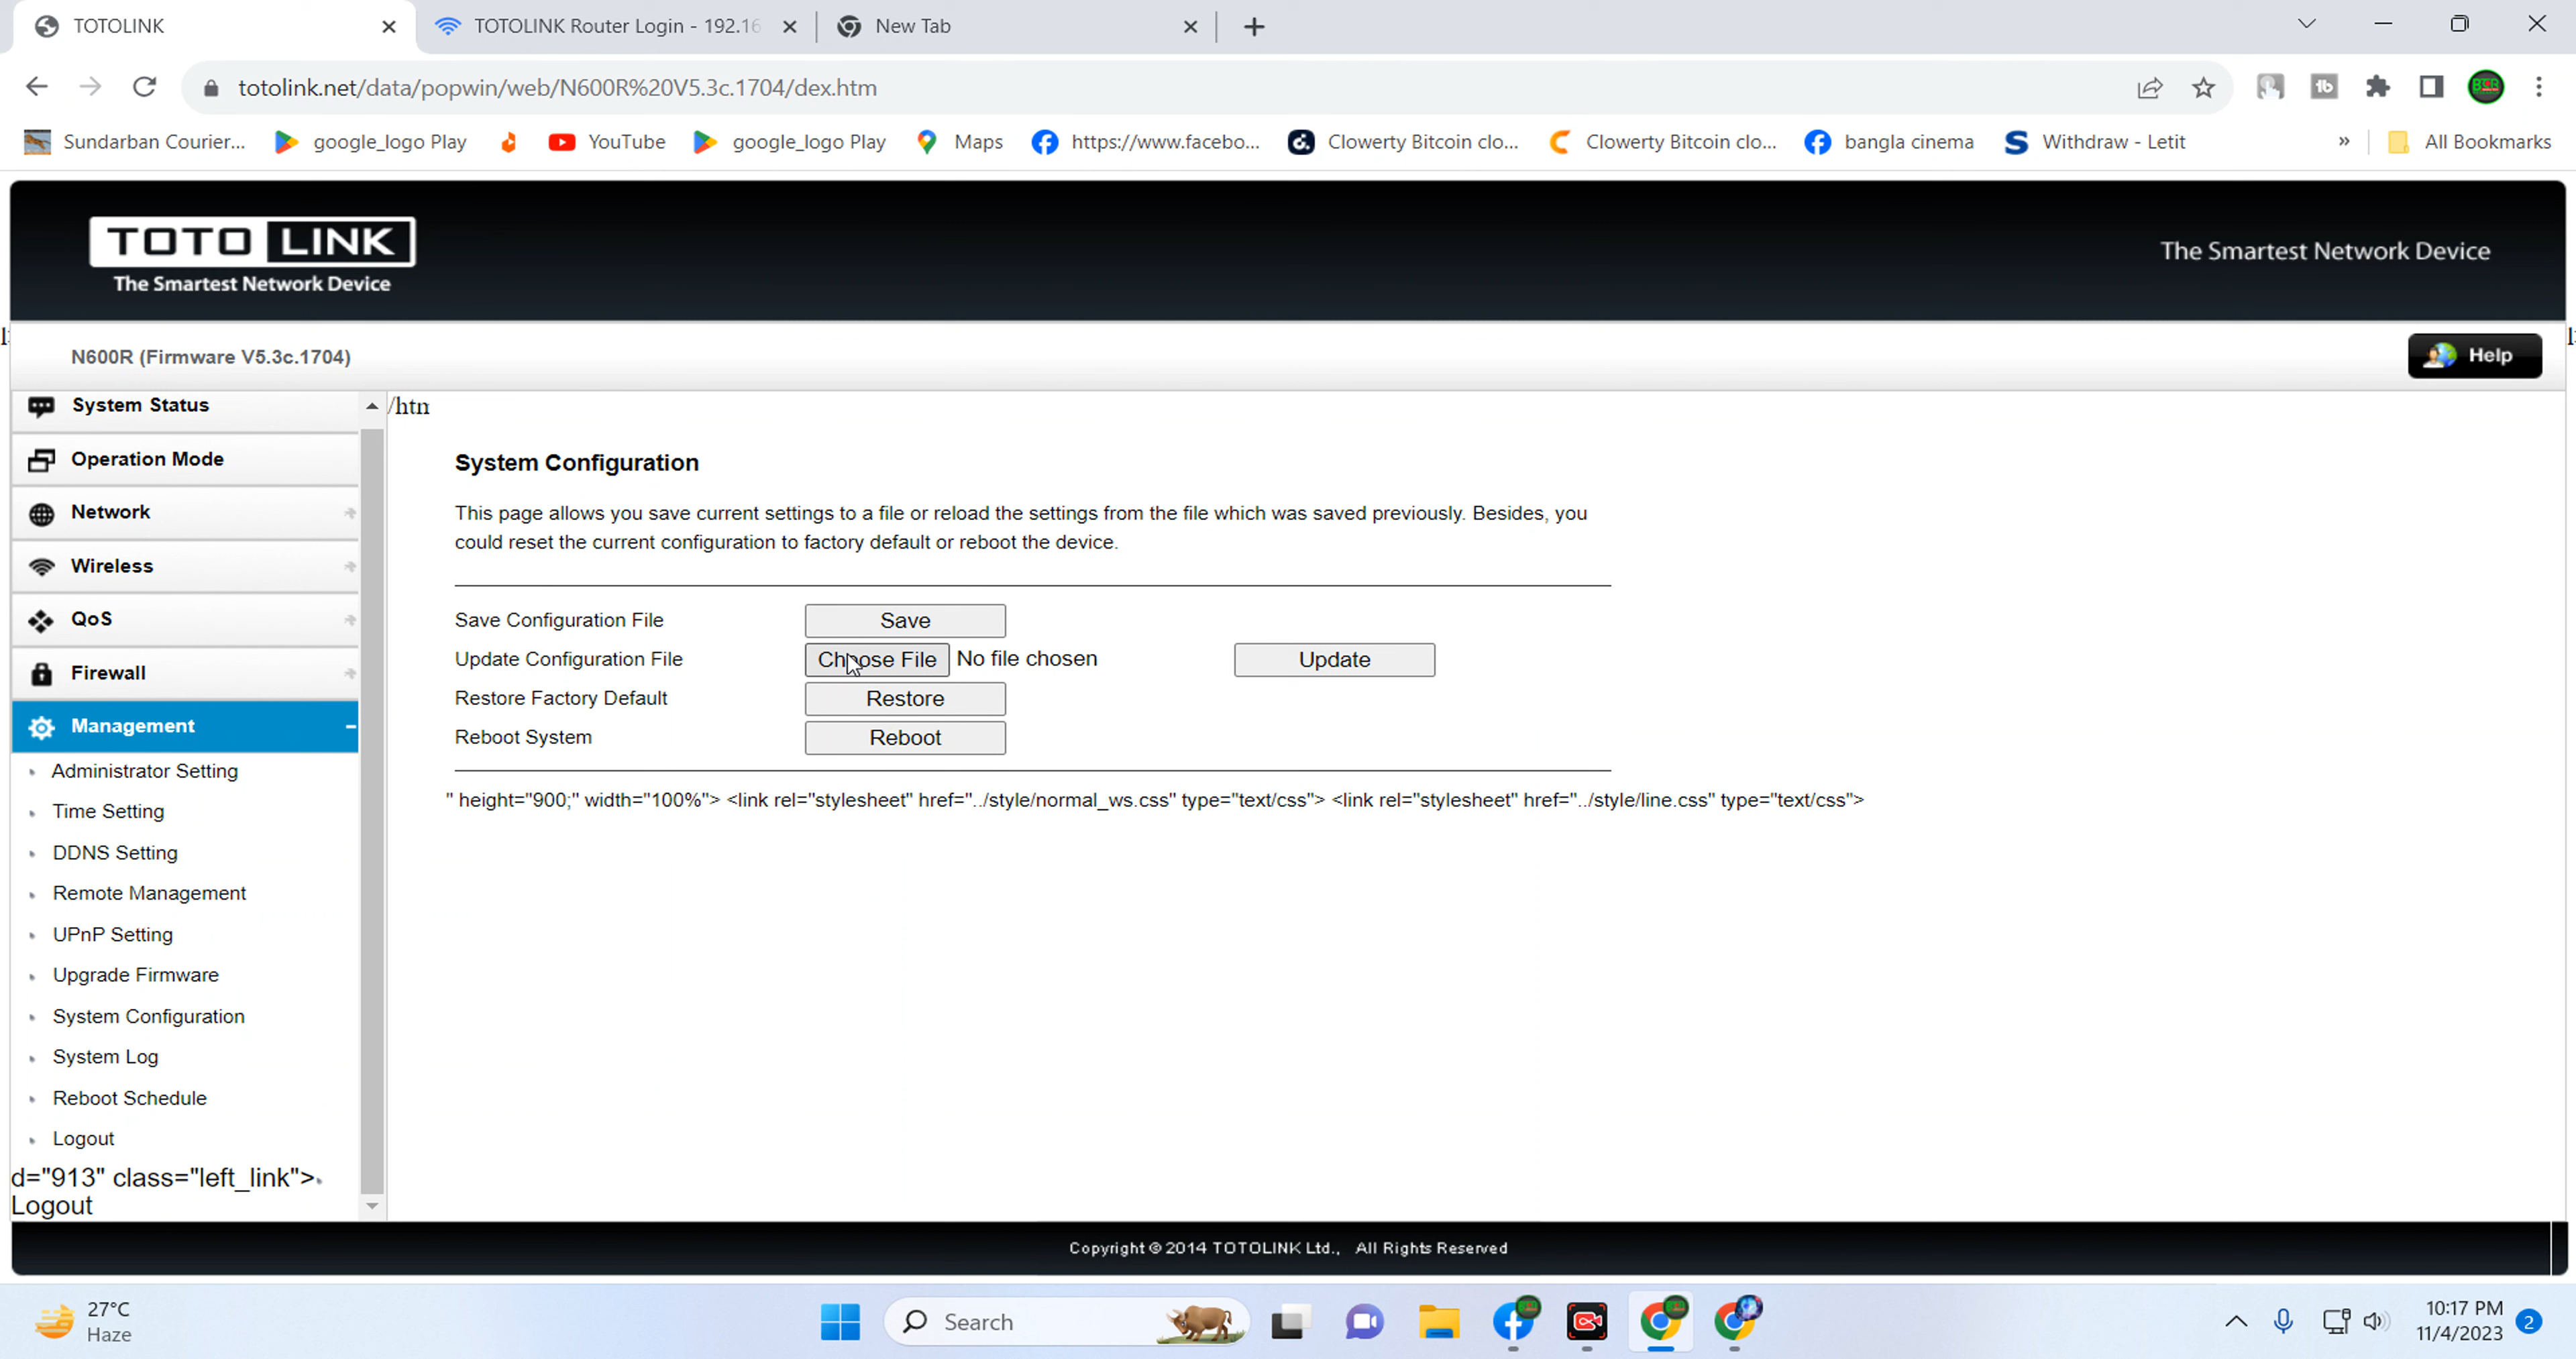 TOTOLINK
TOTOLINK Router Login - 192.16
New Tab
totolink.net/data/popwin/web/N600R%20V5.3c.1704/dex.htm
Sundarban Courier...
google_logo Play
YouTube
google_logo Play
Maps
https://www.facebo...
Clowerty Bitcoin clo...
Clowerty Bitcoin clo...
bangla cinema
Withdraw - Letit
»
All Bookmarks
TOTO LINK
The Smartest Network Device
The Smartest Network Device
N600R (Firmware V5.3c.1704)
Help
System Status
Operation Mode
Network
Wireless
QoS
Firewall
Management
Administrator Setting
Time Setting
DDNS Setting
Remote Management
UPnP Setting
Upgrade Firmware
System Configuration
System Log
Reboot Schedule
Logout
d="913" class="left_link">
Logout
/htn
System Configuration
This page allows you save current settings to a file or reload the settings from the file which was saved previously. Besides, you
could reset the current configuration to factory default or reboot the device.
Save Configuration File Save
Update Configuration File Choose File No file chosen Update
Restore Factory Default Restore
Reboot System Reboot
" height="900;" width="100%"> <link rel="stylesheet" href="../style/normal_ws.css" type="text/css"> <link rel="stylesheet" href="../style/line.css" type="text/css">
Copyright © 2014 TOTOLINK Ltd., All Rights Reserved
27°C
Haze
Search
10:17 PM
11/4/2023
2